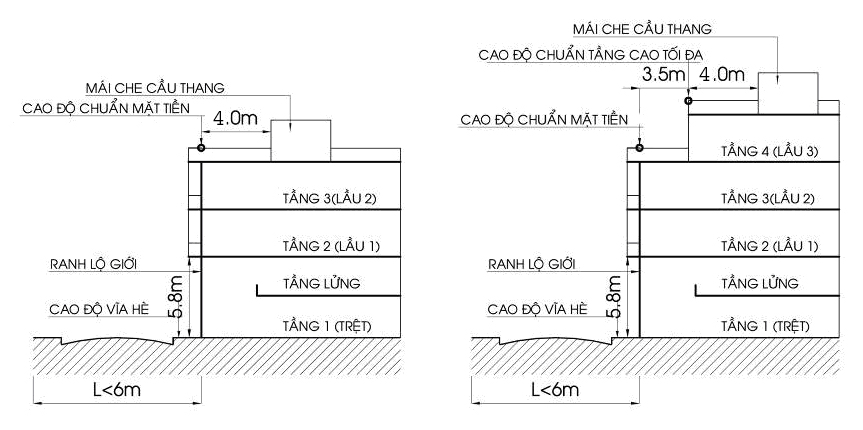 MÁI CHE CẦU THANG
CAO ĐỘ CHUẨN MẶT TIỀN
4.0m
TẦNG 3(LẦU 2)
TẦNG 2 (LẦU 1)
RANH LỘ GIỚI
5.8m
TẦNG LỬNG
CAO ĐỘ VĨA HÈ
TẦNG 1 (TRỆT)
L<6m
MÁI CHE CẦU THANG
CAO ĐỘ CHUẨN TẦNG CAO TỐI ĐA
3.5m
4.0m
CAO ĐỘ CHUẨN MẶT TIỀN
TẦNG 4 (LẦU 3)
TẦNG 3(LẦU 2)
TẦNG 2 (LẦU 1)
RANH LỘ GIỚI
5.8m
TẦNG LỬNG
CAO ĐỘ VĨA HÈ
TẦNG 1 (TRỆT)
L<6m